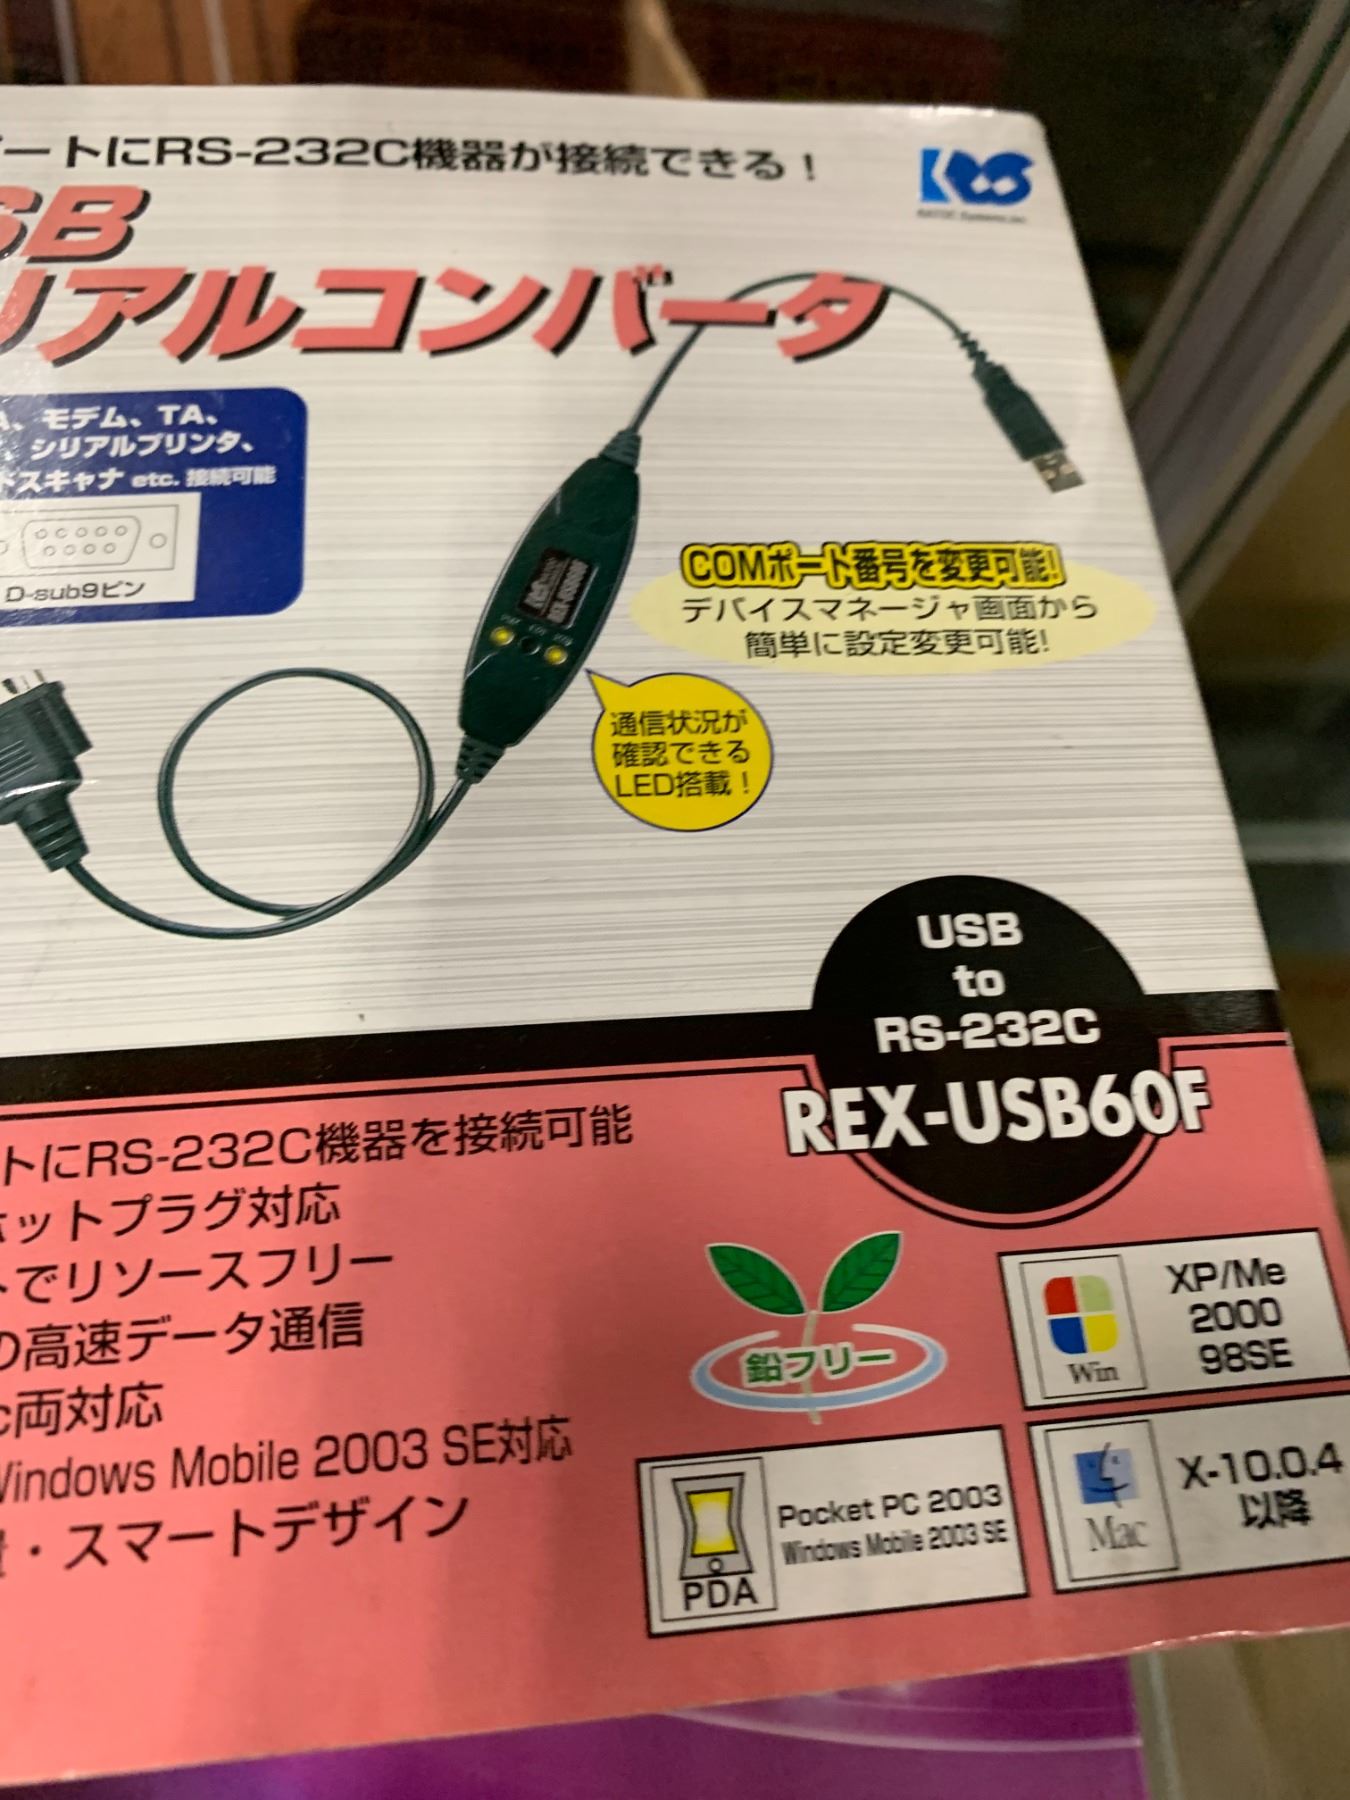 ートにRS-232C機器が接続できる！
RATOC Systems, Inc.
SB
リアルコンバータ
A、モデム、TA、
シリアルプリンタ、
ドスキャナ etc. 接続可能
D-sub9ピン
COMポート番号を変更可能!
デバイスマネージャ画面から
簡単に設定変更可能!
通信状況が
確認できる
LED搭載！
USB
to
RS-232C
REX-USB60F
トにRS-232C機器を接続可能
ホットプラグ対応
でリソースフリー
の高速データ通信
c両対応
Windows Mobile 2003 SE対応
・スマートデザイン
鉛フリー
Win
XP/Me
2000
98SE
PDA
Pocket PC 2003
Windows Mobile 2003 SE
Mac
X-10.0.4
以降